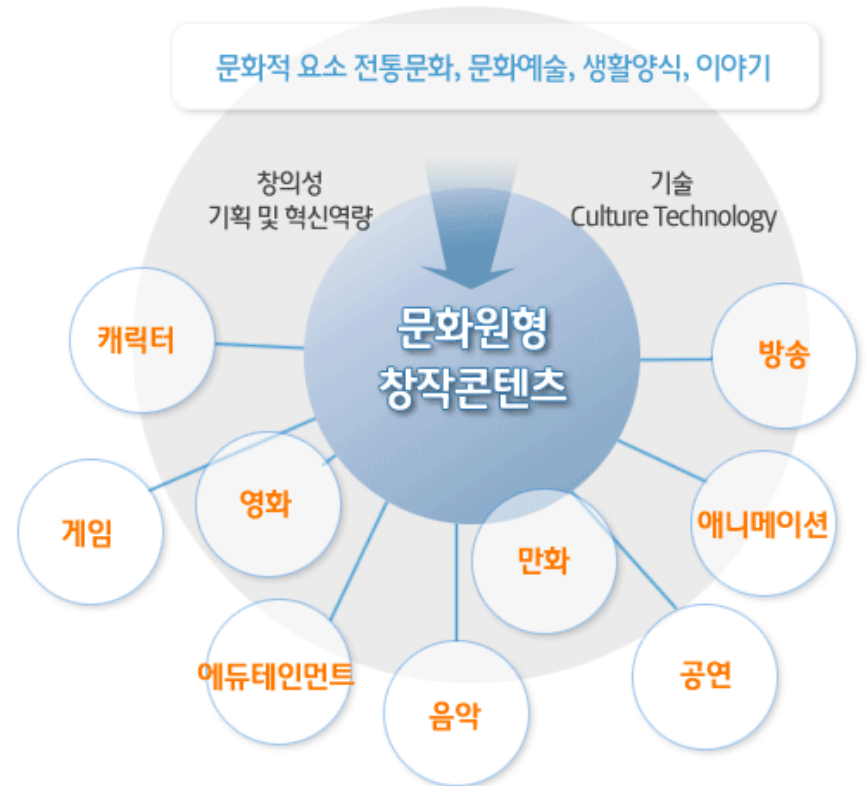 문화적 요소 전통문화, 문화예술, 생활양식, 이야기
창의성
기획 및 혁신역량
기술
Culture Technology
문화원형
창작콘텐츠
캐릭터
방송
게임
영화
만화
애니메이션
에듀테인먼트
음악
공연